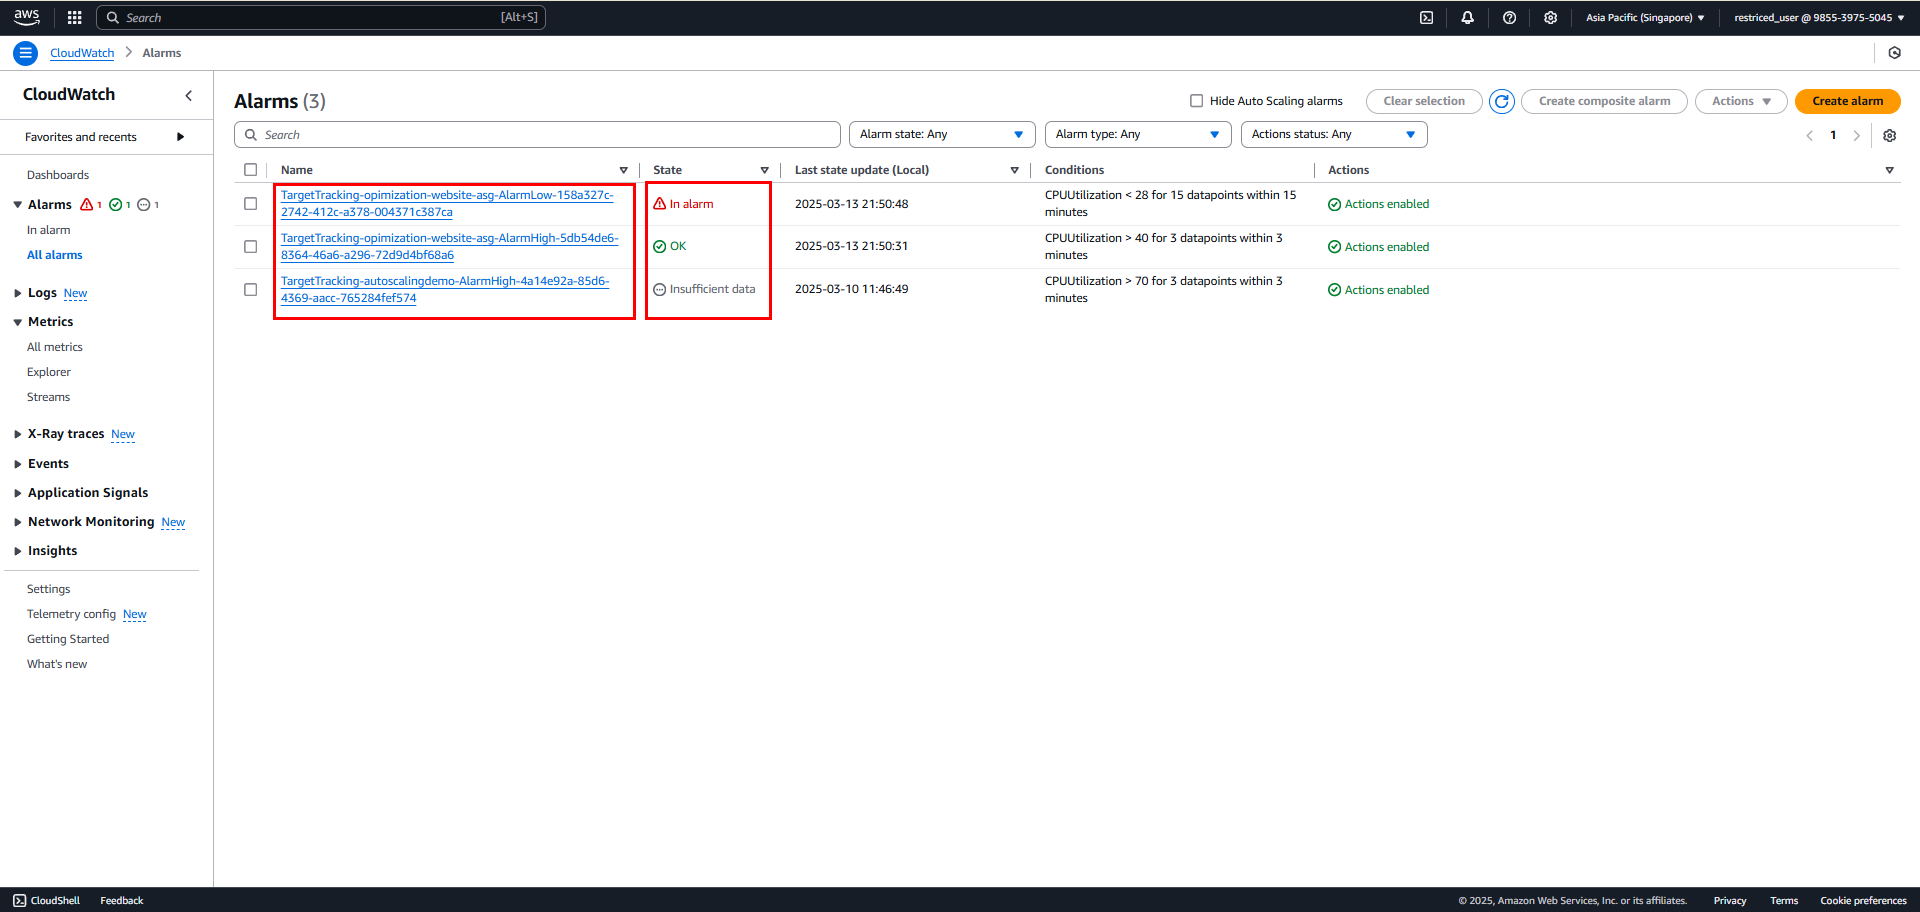 aws
Search
[Alt+S]
Asia Pacific (Singapore)
restriced_user @ 9855-3975-5045
CloudWatch
Alarms
CloudWatch
Favorites and recents
Dashboards
Alarms 1 1 1
In alarm
All alarms
Logs New
Metrics
All metrics
Explorer
Streams
X-Ray traces New
Events
Application Signals
Network Monitoring New
Insights
Settings
Telemetry config New
Getting Started
What's new
Alarms (3)
Hide Auto Scaling alarms
Clear selection
Create composite alarm
Actions
Create alarm
Search
Alarm state: Any
Alarm type: Any
Actions status: Any
1
Name
State
Last state update (Local)
Conditions
Actions
TargetTracking-opimization-website-asg-AlarmLow-158a327c-
2742-412c-a378-004371c387ca
In alarm
2025-03-13 21:50:48
CPUUtilization < 28 for 15 datapoints within 15
minutes
Actions enabled
TargetTracking-opimization-website-asg-AlarmHigh-5db54de6-
8364-46a6-a296-72d9d4bf68a6
OK
2025-03-13 21:50:31
CPUUtilization > 40 for 3 datapoints within 3
minutes
Actions enabled
TargetTracking-autoscalingdemo-AlarmHigh-4a14e92a-85d6-
4369-aacc-765284fef574
Insufficient data
2025-03-10 11:46:49
CPUUtilization > 70 for 3 datapoints within 3
minutes
Actions enabled
CloudShell
Feedback
© 2025, Amazon Web Services, Inc. or its affiliates.
Privacy
Terms
Cookie preferences